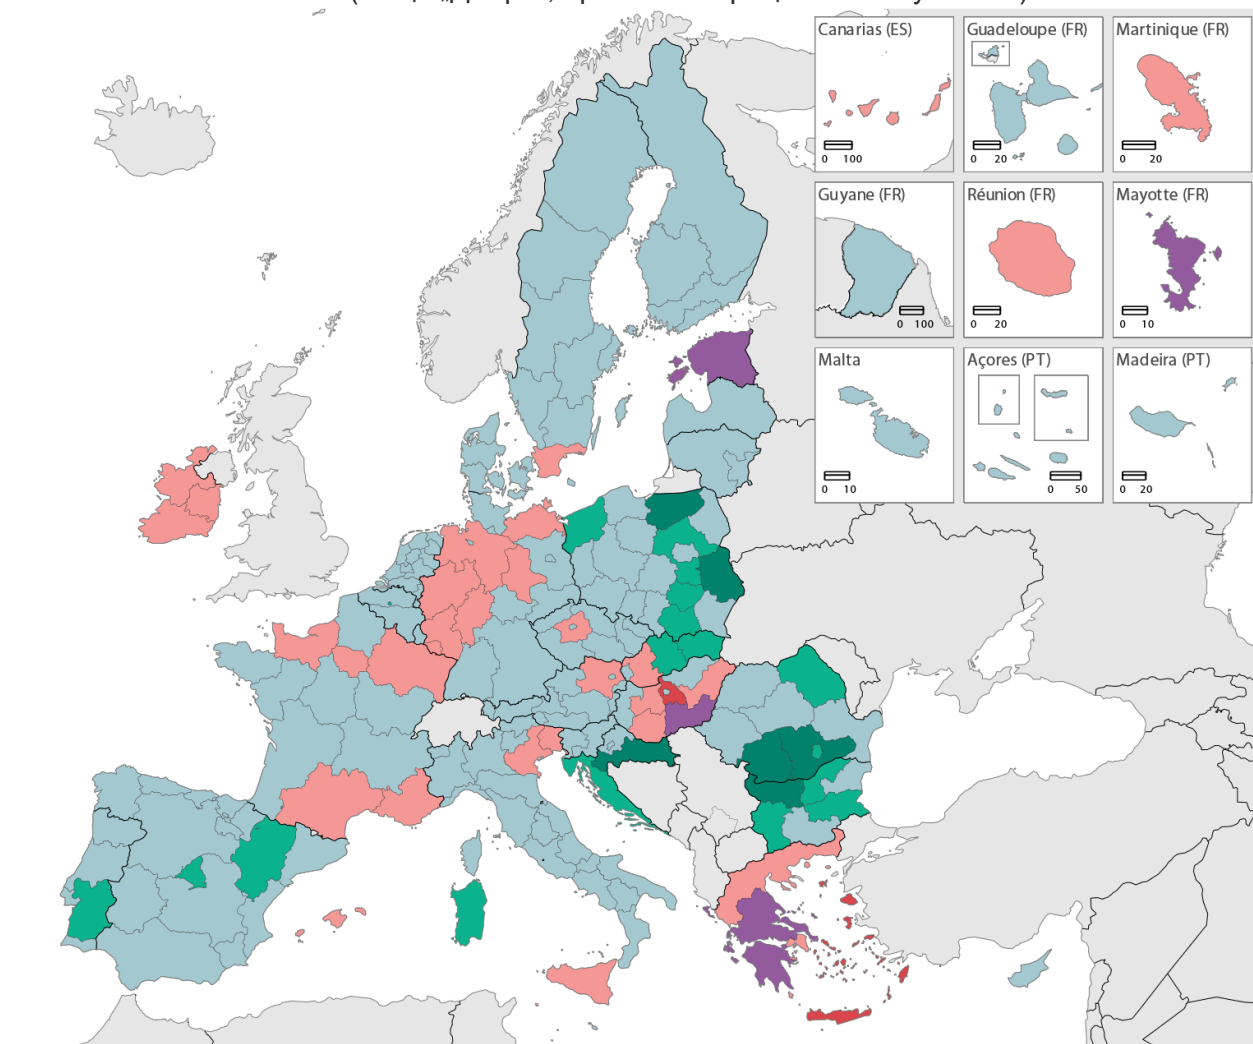 Canarias (ES)
0 100
Guadeloupe (FR)
0 20
Martinique (FR)
0 20
Guyane (FR)
0 100
Réunion (FR)
0 20
Mayotte (FR)
0 10
Malta
0 10
Açores (PT)
0 50
Madeira (PT)
0 20